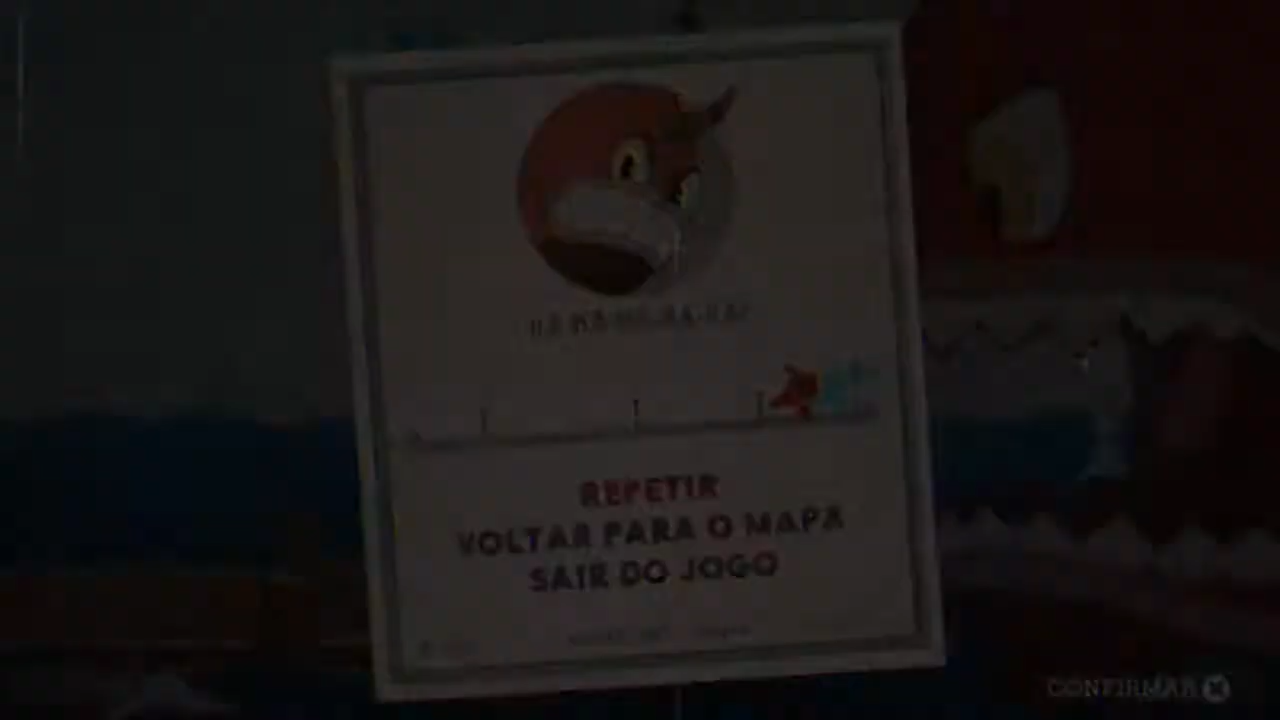 REPETIR
VOLTAR PARA O MAPA
SAIR DO JOGO
CONFIRMAR